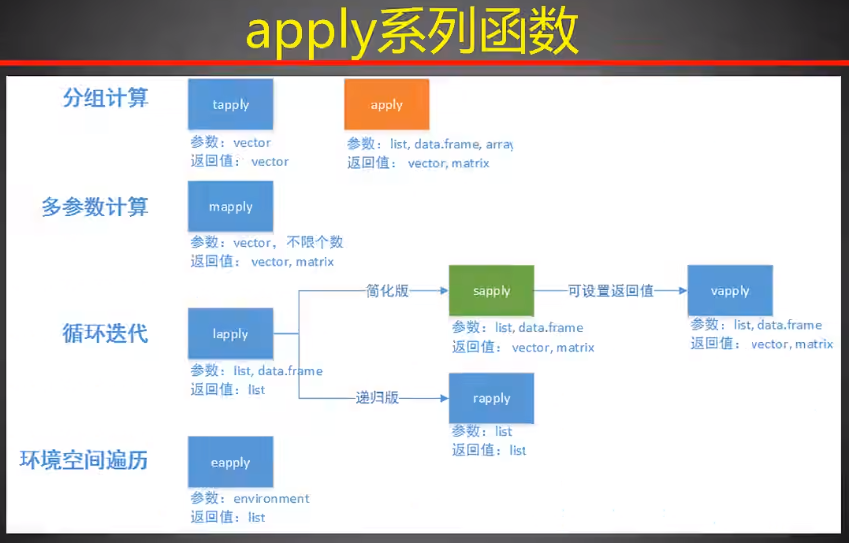 apply系列函数
分组计算
tapply
apply
参数：vector
返回值： vector
参数：list, data.frame, array
返回值： vector, matrix
多参数计算
mapply
参数：vector，不限个数
返回值： vector, matrix
循环迭代
lapply
参数：list, data.frame
返回值：list
简化版
sapply
参数：list, data.frame
返回值： vector, matrix
可设置返回值
vapply
参数：list, data.frame
返回值： vector, matrix
递归版
rapply
参数：list
返回值：list
环境空间遍历
eapply
参数：environment
返回值：list